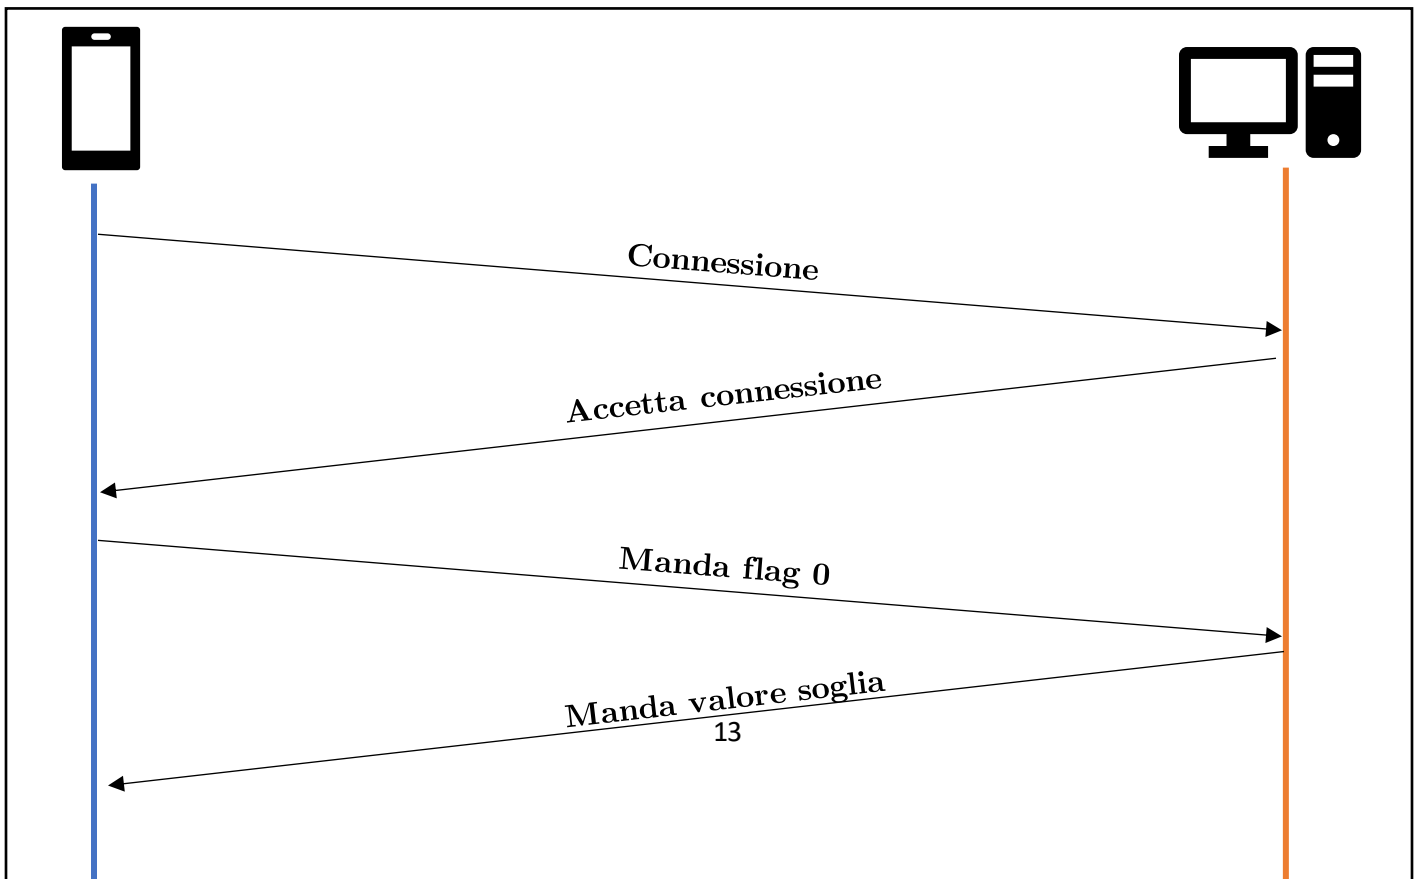 Connessione
Accetta connessione
Manda flag 0
Manda valore soglia
13